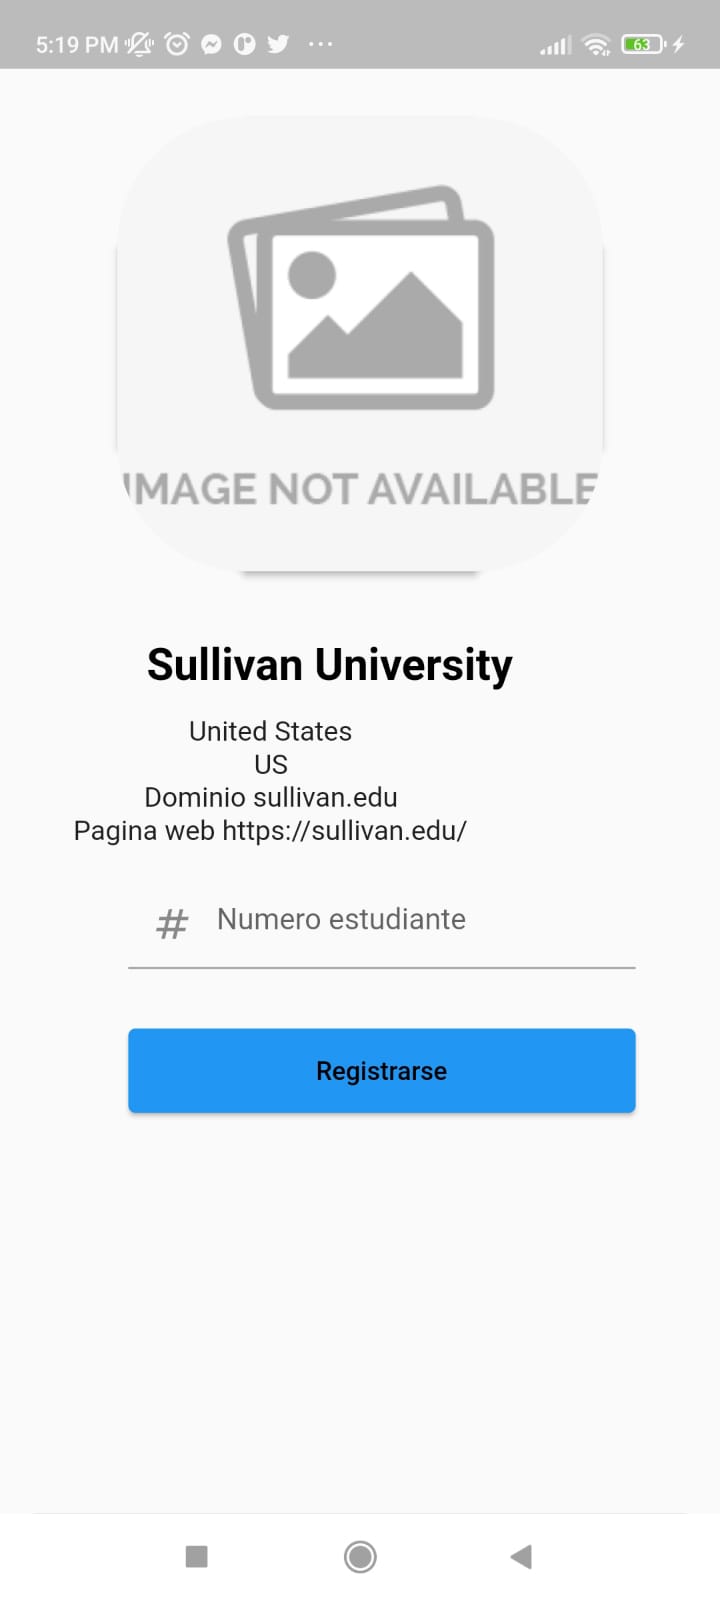 5:19 PM
63
IMAGE NOT AVAILABLE
Sullivan University
United States
US
Dominio sullivan.edu
Pagina web https://sullivan.edu/
# Numero estudiante
Registrarse